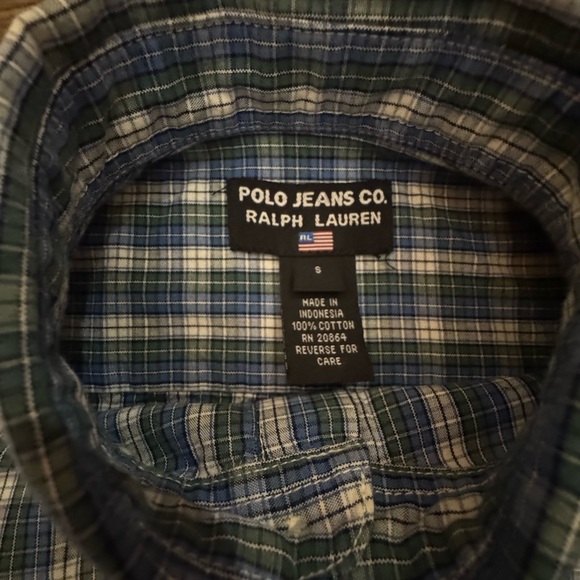 POLO JEANS CO.
RALPH LAUREN
RL
S
MADE IN
INDONESIA
100% COTTON
RN 20864
REVERSE FOR
CARE